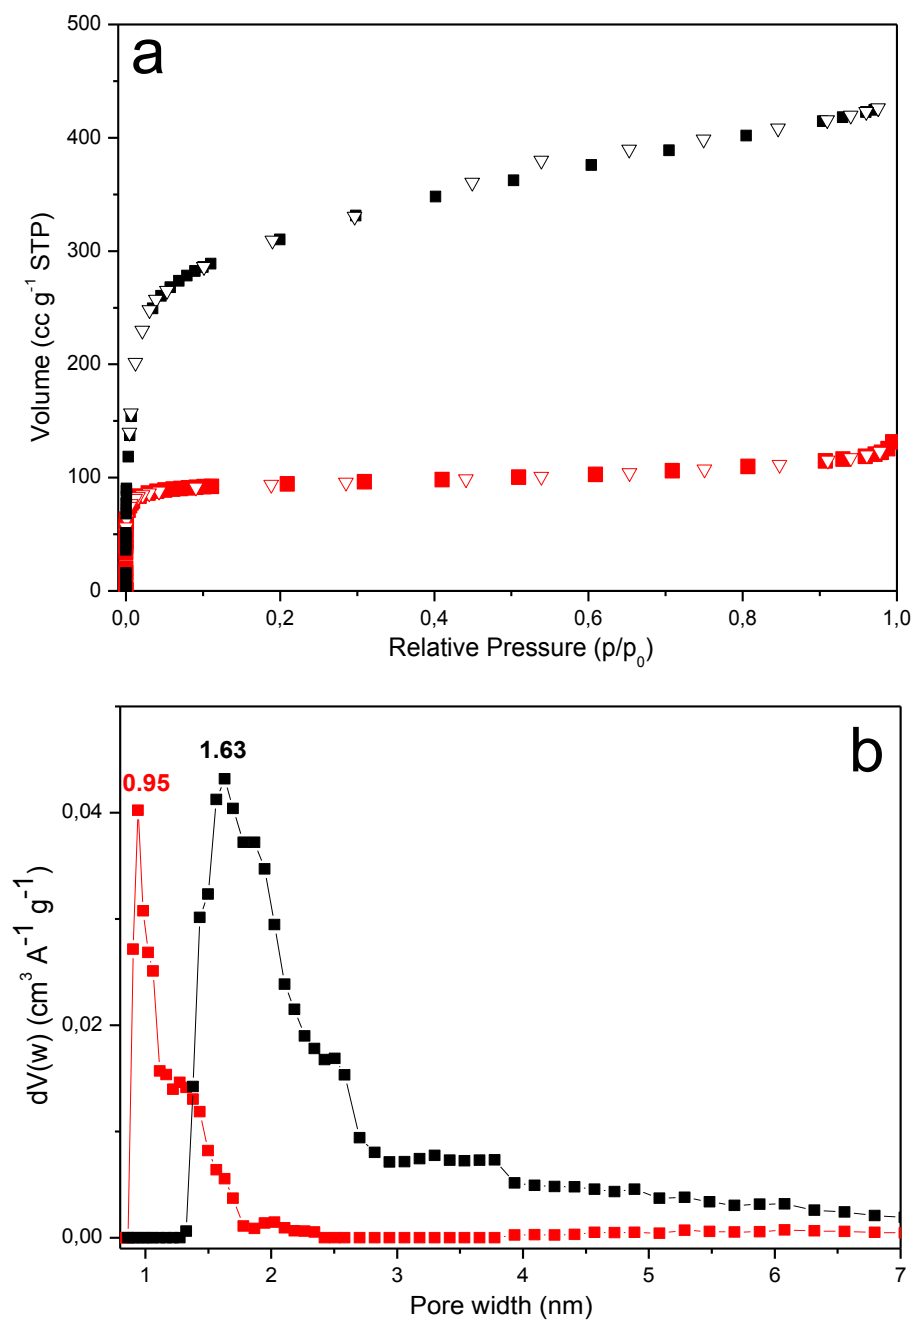 a
500
400
300
200
100
0
Volume (cc g⁻¹ STP)
0,0 0,2 0,4 0,6 0,8 1,0
Relative Pressure (p/p₀)
b
1.63
0.95
0,04
0,02
0,00
dV(w) (cm³ A⁻¹ g⁻¹)
1 2 3 4 5 6 7
Pore width (nm)